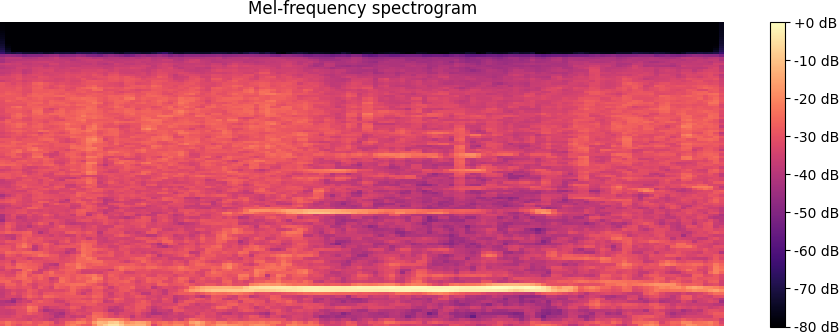 Mel-frequency spectrogram
+0 dB
-10 dB
-20 dB
-30 dB
-40 dB
-50 dB
-60 dB
-70 dB
-80 dB